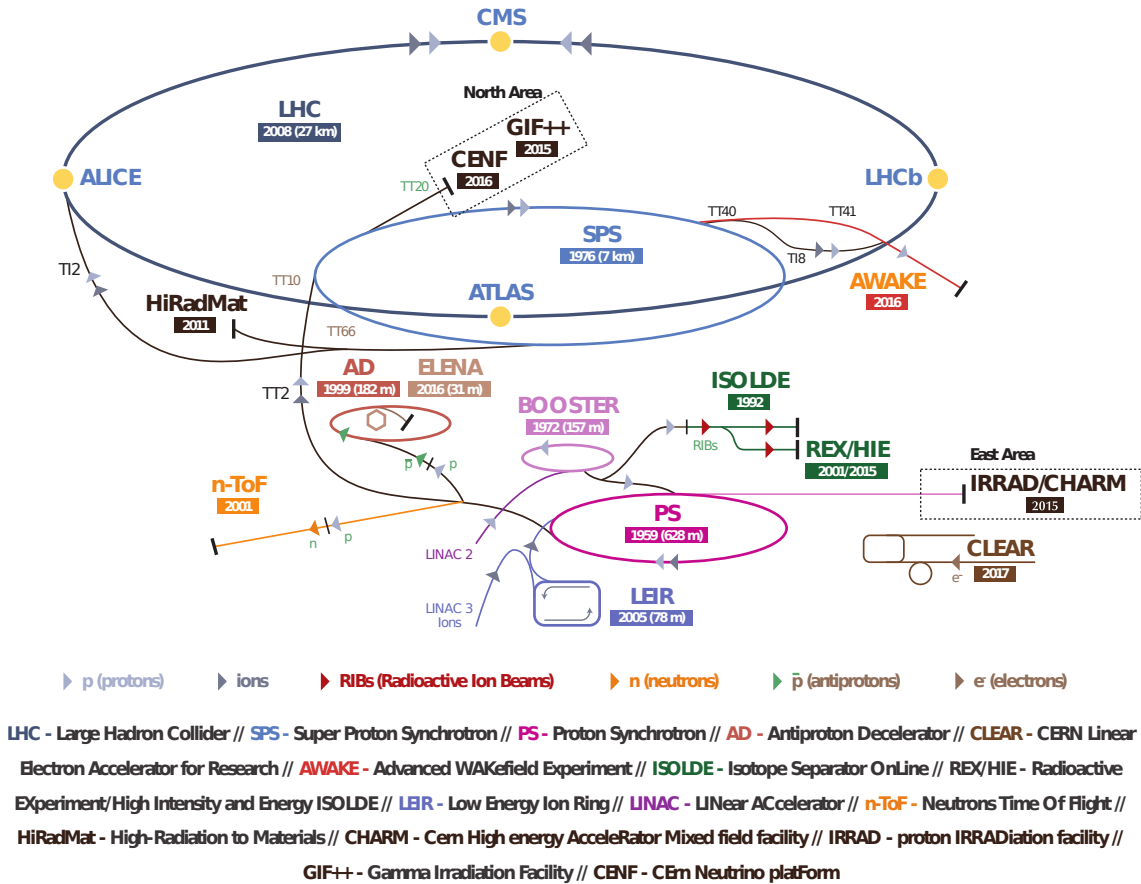 CMS
North Area
LHC
2008 (27 km)
GIF++
2015
CENF
2016
ALICE
TT20
LHCb
TT40
TT41
SPS
1976 (7 km)
TI8
TI2
TT10
AWAKE
2016
HiRadMat
2011
ATLAS
TT66
AD
1999 (182 m)
ELENA
2016 (31 m)
TT2
ISOLDE
1992
BOOSTER
1972 (157 m)
RIBs
REX/HIE
2001/2015
East Area
p̅
p
n-ToF
2001
IRRAD/CHARM
2015
PS
1959 (628 m)
n
p
LINAC 2
CLEAR
2017
e-
LEIR
2005 (78 m)
LINAC 3
Ions
p (protons)
ions
RIBs (Radioactive Ion Beams)
n (neutrons)
p̅ (antiprotons)
e- (electrons)
LHC - Large Hadron Collider // SPS - Super Proton Synchrotron // PS - Proton Synchrotron // AD - Antiproton Decelerator // CLEAR - CERN Linear
Electron Accelerator for Research // AWAKE - Advanced WAKefield Experiment // ISOLDE - Isotope Separator OnLine // REX/HIE - Radioactive
EXperiment/High Intensity and Energy ISOLDE // LEIR - Low Energy Ion Ring // LINAC - LINear ACcelerator // n-ToF - Neutrons Time Of Flight //
HiRadMat - High-Radiation to Materials // CHARM - Cern High energy AcceleRator Mixed field facility // IRRAD - proton IRRADiation facility //
GIF++ - Gamma Irradiation Facility // CENF - CErn Neutrino platForm